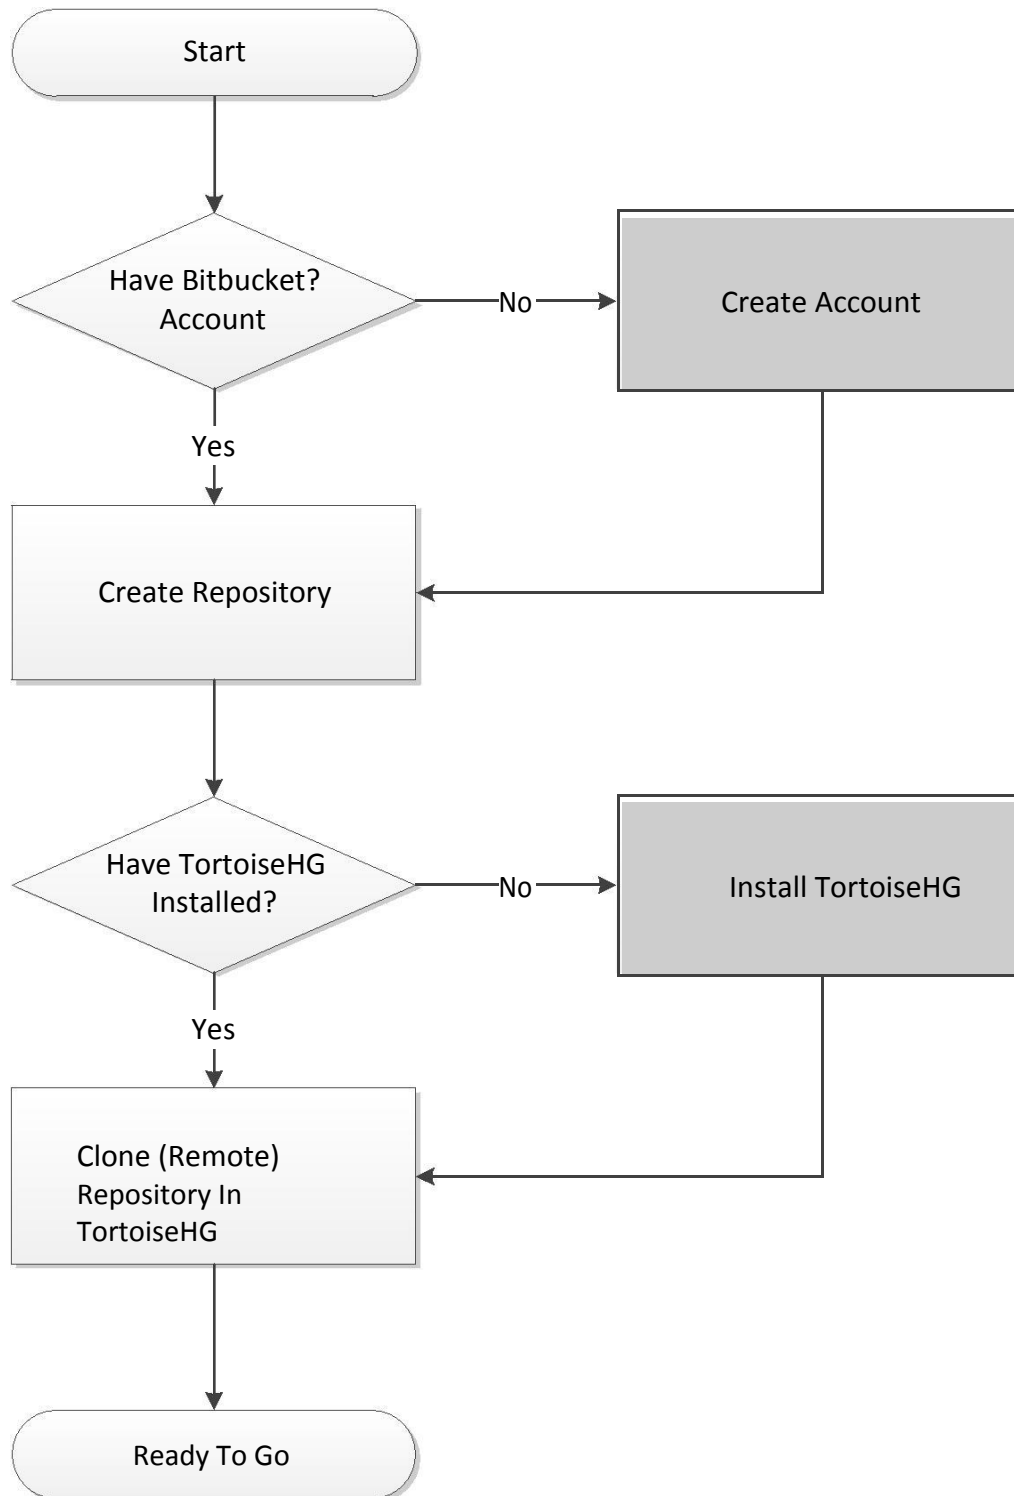 Start
Have Bitbucket?
Account
No
Create Account
Yes
Create Repository
Have TortoiseHG
Installed?
No
Install TortoiseHG
Yes
Clone (Remote)
Repository In
TortoiseHG
Ready To Go